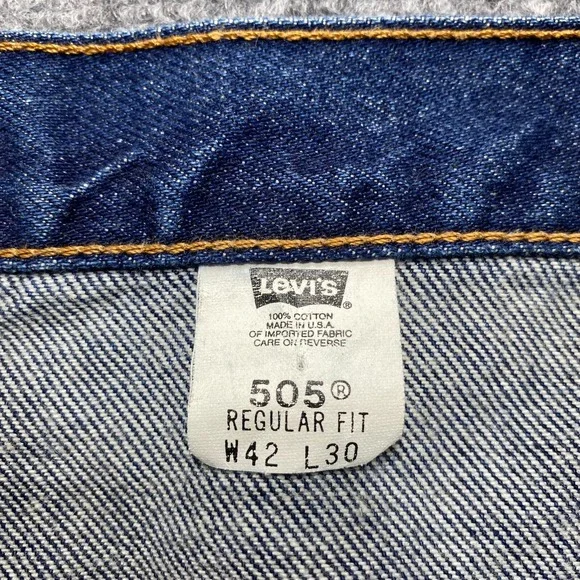 LEVI'S ®
100% COTTON
MADE IN U.S.A.
OF IMPORTED FABRIC
CARE ON REVERSE
505®
REGULAR FIT
W42 L30